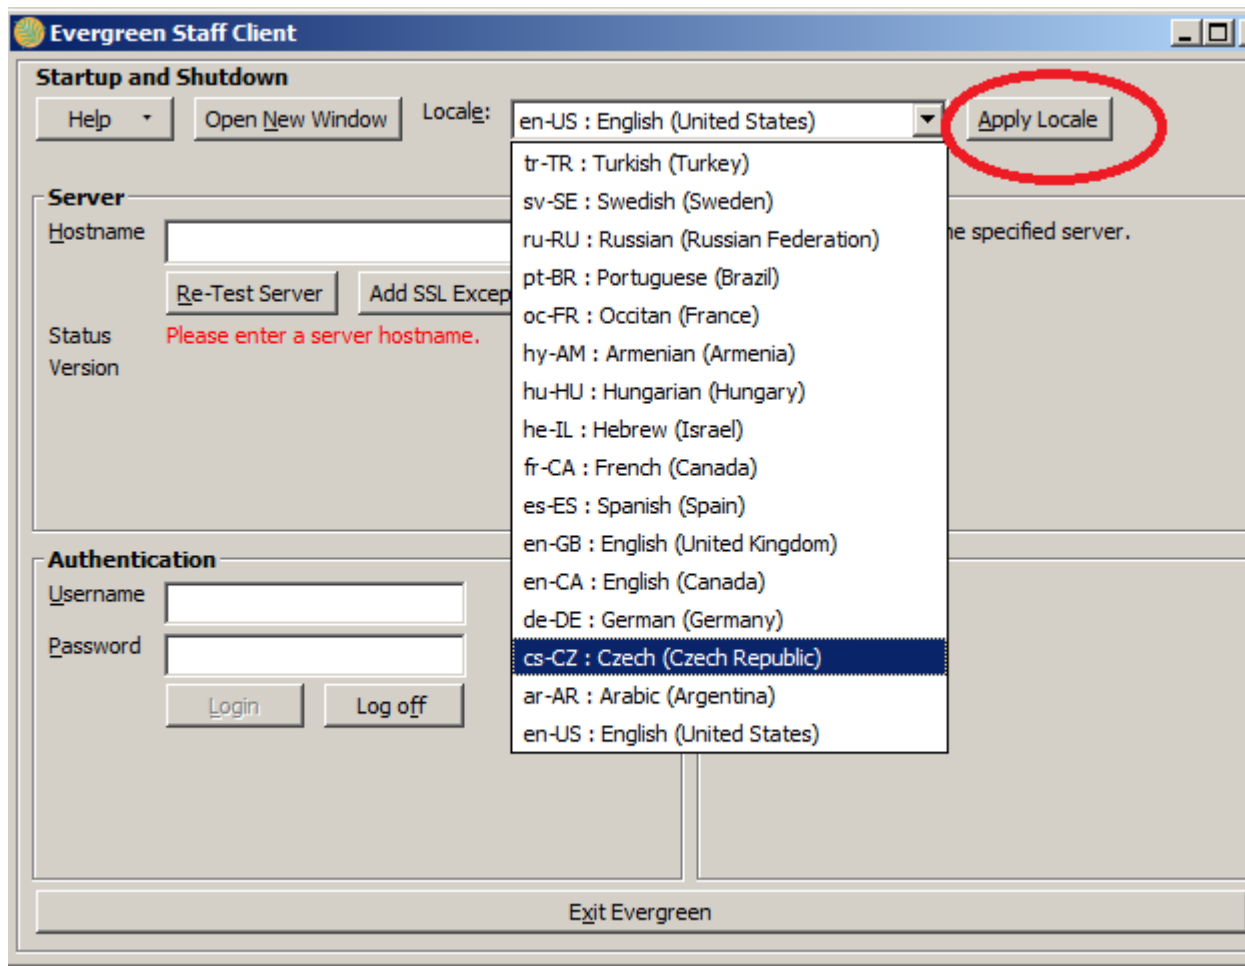 Evergreen Staff Client
Startup and Shutdown
Help
Open New Window
Locale:
en-US : English (United States)
Apply Locale
tr-TR : Turkish (Turkey)
sv-SE : Swedish (Sweden)
ru-RU : Russian (Russian Federation)
pt-BR : Portuguese (Brazil)
oc-FR : Occitan (France)
hy-AM : Armenian (Armenia)
hu-HU : Hungarian (Hungary)
he-IL : Hebrew (Israel)
fr-CA : French (Canada)
es-ES : Spanish (Spain)
en-GB : English (United Kingdom)
en-CA : English (Canada)
de-DE : German (Germany)
cs-CZ : Czech (Czech Republic)
ar-AR : Arabic (Argentina)
en-US : English (United States)
Server
Hostname
specified server.
Re-Test Server
Add SSL Excep
Status
Please enter a server hostname.
Version
Authentication
Username
Password
Login
Log off
Exit Evergreen